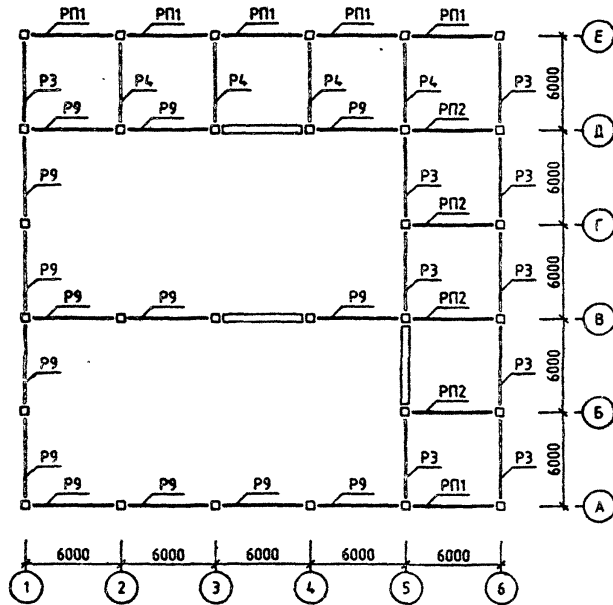 РП1 РП1 РП1 РП1 РП1 Е
Р3 Р4 Р4 Р4 Р4 Р3 6000
Р9 Р9 Р9 РП2 Д
Р9 Р3 Р3 6000
РП2 Г
Р9 Р3 Р3 6000
Р9 Р9 Р9 РП2 В
Р9 Р3 6000
РП2 Б
Р9 Р3 Р3 6000
Р9 Р9 Р9 Р9 РП1 А
6000 6000 6000 6000 6000
1 2 3 4 5 6